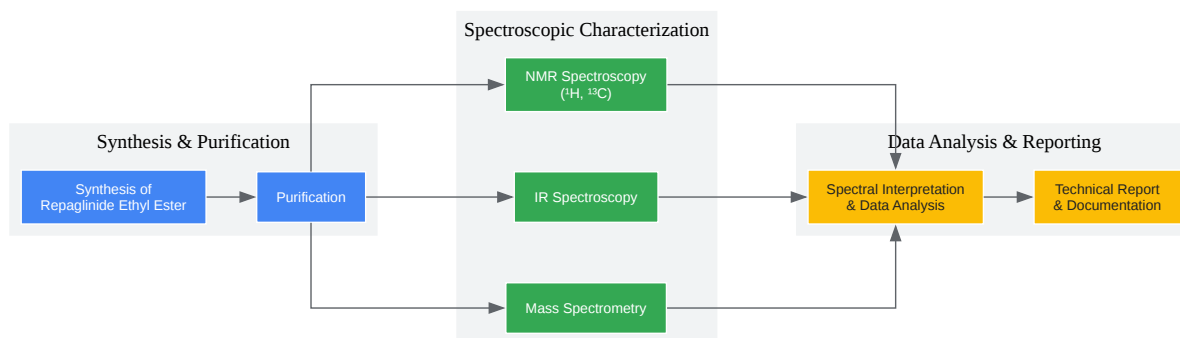 Synthesis & Purification
Synthesis of
Repaglinide Ethyl Ester
Purification
Spectroscopic Characterization
NMR Spectroscopy
(¹H, ¹³C)
IR Spectroscopy
Mass Spectrometry
Data Analysis & Reporting
Spectral Interpretation
& Data Analysis
Technical Report
& Documentation